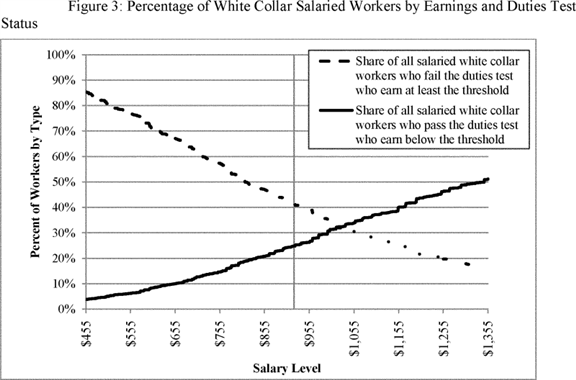 Figure 3: Percentage of White Collar Salaried Workers by Earnings and Duties Test
Status
100%
90%
80%
70%
60%
50%
40%
30%
20%
10%
0%
Percent of Workers by Type
Share of all salaried white collar
workers who fail the duties test
who earn at least the threshold
Share of all salaried white collar
workers who pass the duties test
who earn below the threshold
$455
$555
$655
$755
$855
$955
$1,055
$1,155
$1,255
$1,355
Salary Level